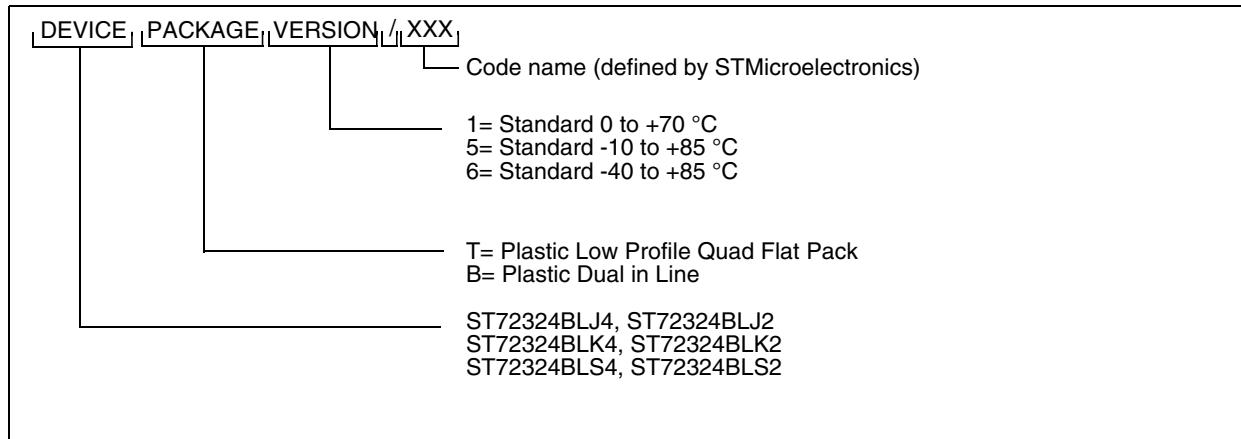 DEVICE PACKAGE VERSION / XXX
Code name (defined by STMicroelectronics)
1= Standard 0 to +70 °C
5= Standard -10 to +85 °C
6= Standard -40 to +85 °C
T= Plastic Low Profile Quad Flat Pack
B= Plastic Dual in Line
ST72324BLJ4, ST72324BLJ2
ST72324BLK4, ST72324BLK2
ST72324BLS4, ST72324BLS2